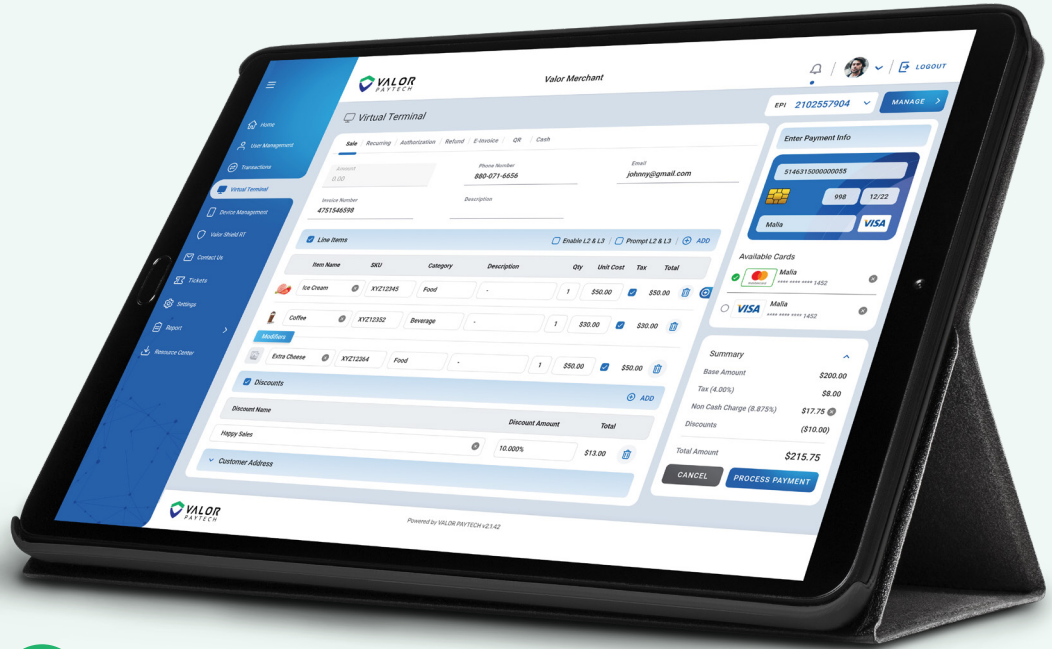 VALOR
PAYTECH
Valor Merchant
LOGOUT
Home
User Management
Transactions
Virtual Terminal
Device Management
Valor Shield RT
Contact Us
Tickets
Settings
Report
Resource Center
Virtual Terminal
EPI 2102557904
MANAGE
Sale Recurring Authorization Refund E-Invoice QR Cash
Amount
0.00
Phone Number
880-071-6656
Email
johnny@gmail.com
Invoice Number
4751546598
Description
Line Items
Enable L2 & L3
Prompt L2 & L3
ADD
Item Name SKU Category Description Qty Unit Cost Tax Total
Ice Cream XYZ12345 Food - 1 $50.00 $50.00
Coffee XYZ12352 Beverage - 1 $30.00 $30.00
Modifiers
Extra Cheese XYZ12364 Food - 1 $50.00 $50.00
Discounts
ADD
Discount Name Discount Amount Total
Happy Sales 10.000% $13.00
Customer Address
Enter Payment Info
5146315000000055
998 12/22
Malia
VISA
Available Cards
Malia
**** **** **** 1452
VISA
Malia
**** **** **** 1452
Summary
Base Amount $200.00
Tax (4.00%) $8.00
Non Cash Charge (8.875%) $17.75
Discounts ($10.00)
Total Amount $215.75
CANCEL
PROCESS PAYMENT
VALOR
PAYTECH
Powered by VALOR PAYTECH v2.1.42